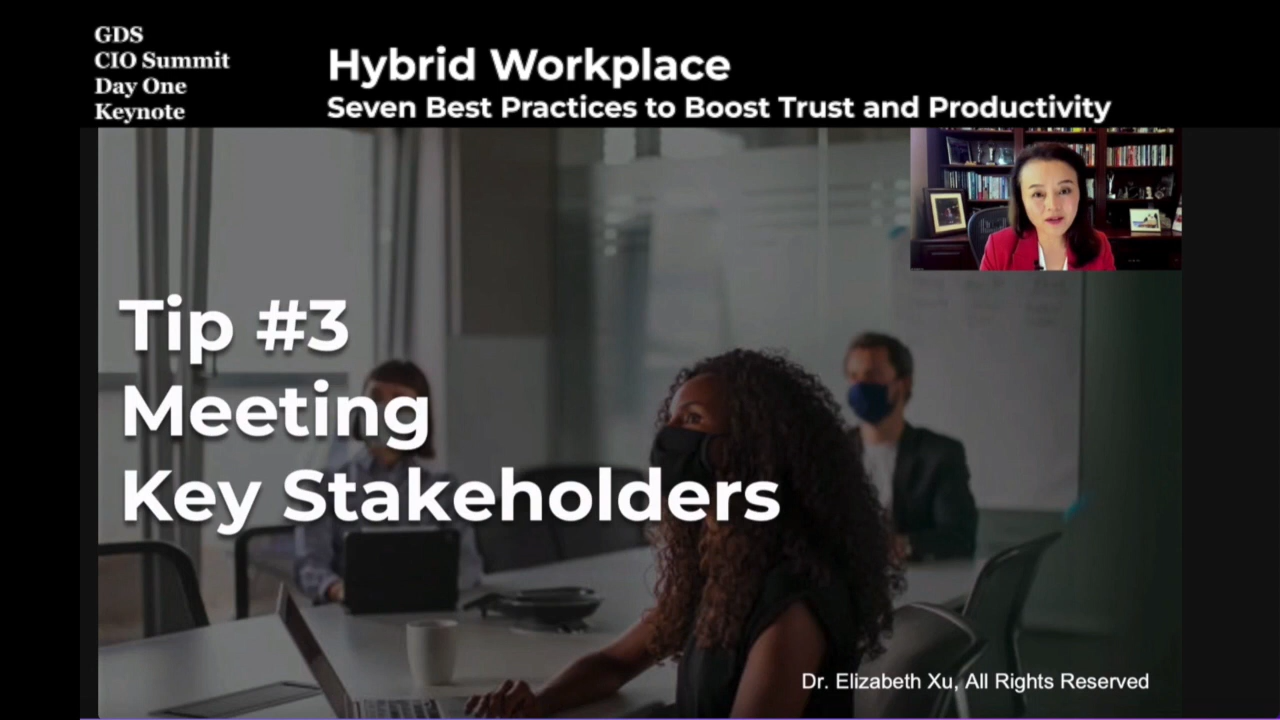 GDS
CIO Summit
Day One
Keynote
Hybrid Workplace
Seven Best Practices to Boost Trust and Productivity
Tip #3
Meeting
Key Stakeholders
Dr. Elizabeth Xu, All Rights Reserved